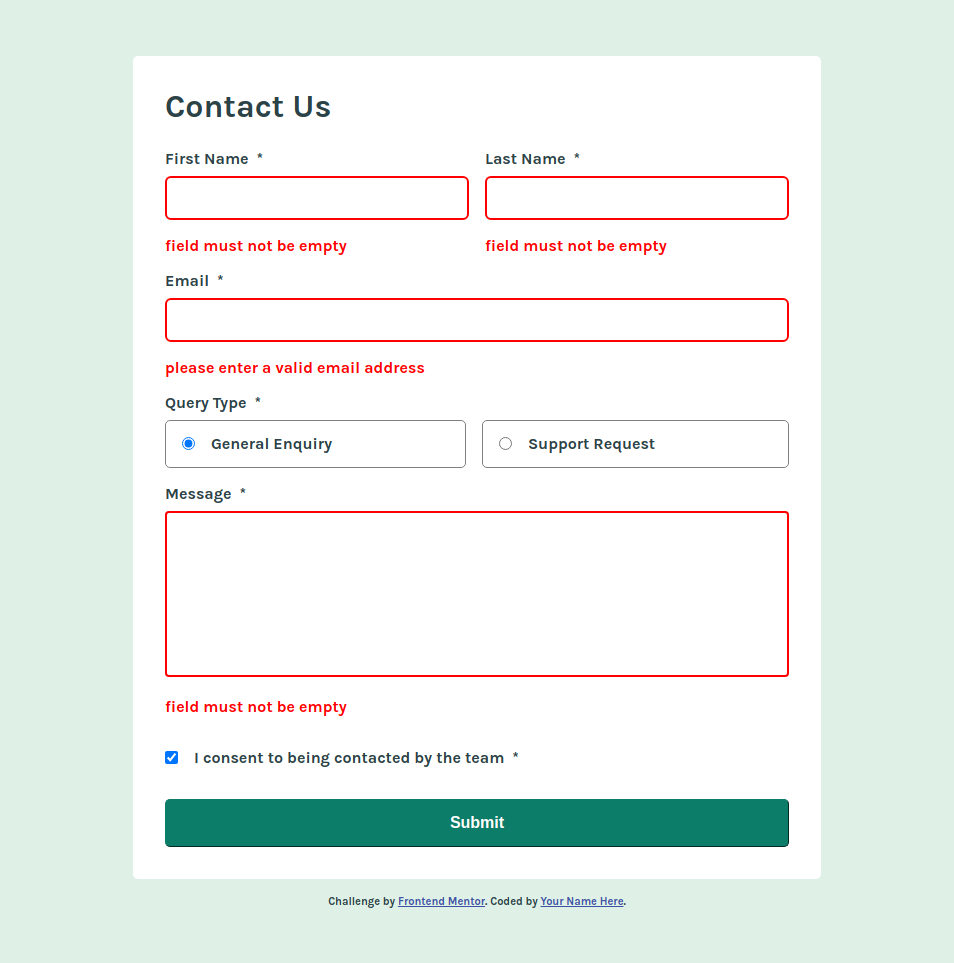 Contact Us
First Name *
Last Name *
field must not be empty
field must not be empty
Email *
please enter a valid email address
Query Type *
General Enquiry
Support Request
Message *
field must not be empty
I consent to being contacted by the team *
Submit
Challenge by Frontend Mentor. Coded by Your Name Here.